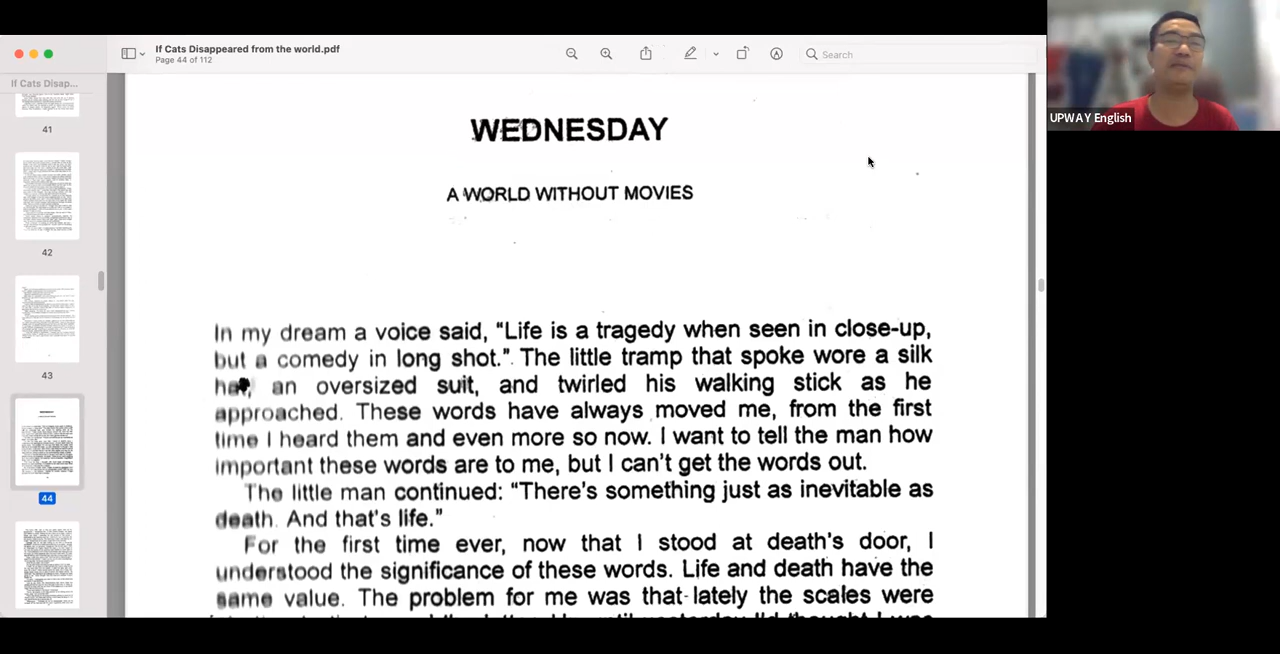 If Cats Disappeared from the world.pdf
Page 44 of 112
Search
If Cats Disap...
41
42
43
44
UPWAY English
WEDNESDAY
A WORLD WITHOUT MOVIES
In my dream a voice said, “Life is a tragedy when seen in close-up,
but a comedy in long shot.” The little tramp that spoke wore a silk
hat, an oversized suit, and twirled his walking stick as he
approached. These words have always moved me, from the first
time I heard them and even more so now. I want to tell the man how
important these words are to me, but I can't get the words out.
The little man continued: “There's something just as inevitable as
death. And that's life.”
For the first time ever, now that I stood at death's door, I
understood the significance of these words. Life and death have the
same value. The problem for me was that lately the scales were